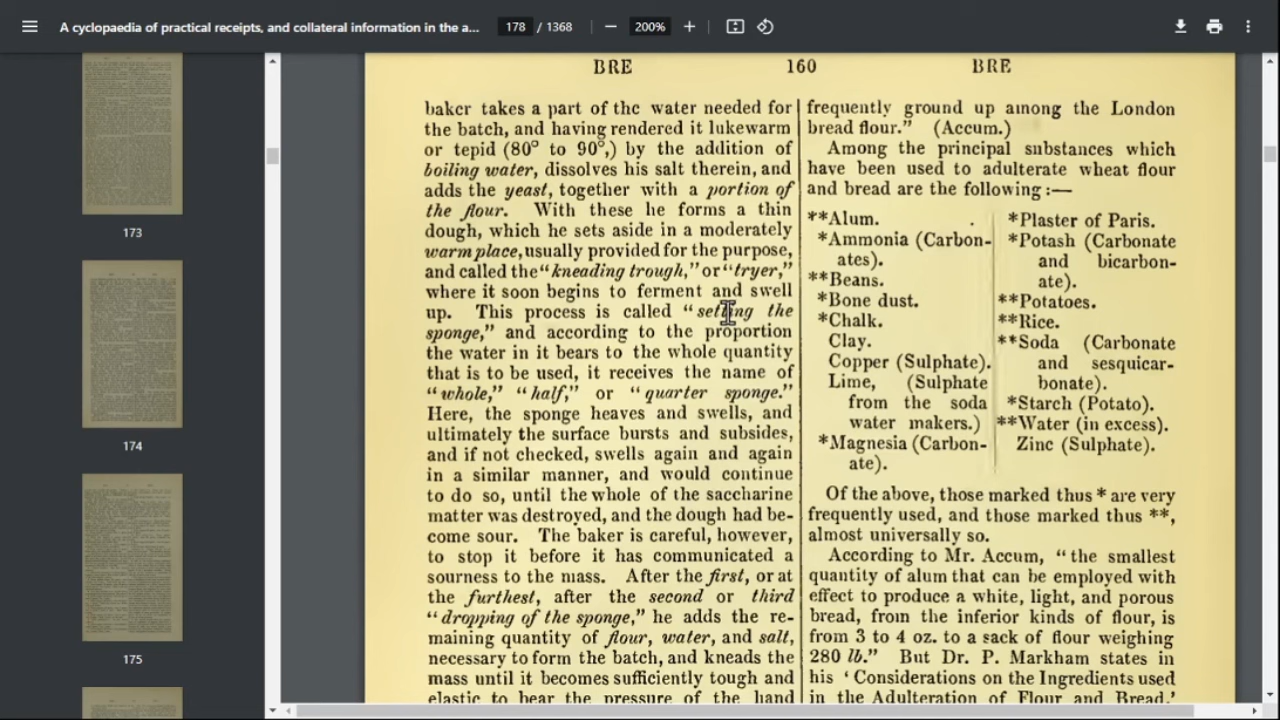 A cyclopaedia of practical receipts, and collateral information in the a...
178 / 1368
200%
173
174
175
BRE 160 BRE
baker takes a part of the water needed for
the batch, and having rendered it lukewarm
or tepid (80° to 90°,) by the addition of
boiling water, dissolves his salt therein, and
adds the yeast, together with a portion of
the flour. With these he forms a thin
dough, which he sets aside in a moderately
warm place, usually provided for the purpose,
and called the "kneading trough," or "tryer,"
where it soon begins to ferment and swell
up. This process is called "setting the
sponge," and according to the proportion
the water in it bears to the whole quantity
that is to be used, it receives the name of
"whole," "half," or "quarter sponge."
Here, the sponge heaves and swells, and
ultimately the surface bursts and subsides,
and if not checked, swells again and again
in a similar manner, and would continue
to do so, until the whole of the saccharine
matter was destroyed, and the dough had be-
come sour. The baker is careful, however,
to stop it before it has communicated a
sourness to the mass. After the first, or at
the furthest, after the second or third
"dropping of the sponge," he adds the re-
maining quantity of flour, water, and salt,
necessary to form the batch, and kneads the
mass until it becomes sufficiently tough and
elastic to bear the pressure of the hand
frequently ground up among the London
bread flour." (Accum.)
Among the principal substances which
have been used to adulterate wheat flour
and bread are the following:—
**Alum.
*Ammonia (Carbon-
ates).
**Beans.
*Bone dust.
*Chalk.
Clay.
Copper (Sulphate).
Lime, (Sulphate
from the soda
water makers.)
*Magnesia (Carbon-
ate).
*Plaster of Paris.
*Potash (Carbonate
and bicarbon-
ate).
**Potatoes.
**Rice.
**Soda (Carbonate
and sesquicar-
bonate).
*Starch (Potato).
**Water (in excess).
Zinc (Sulphate).
Of the above, those marked thus * are very
frequently used, and those marked thus **,
almost universally so.
According to Mr. Accum, "the smallest
quantity of alum that can be employed with
effect to produce a white, light, and porous
bread, from the inferior kinds of flour, is
from 3 to 4 oz. to a sack of flour weighing
280 lb." But Dr. P. Markham states in
his 'Considerations on the Ingredients used
in the Adulteration of Flour and Bread,'